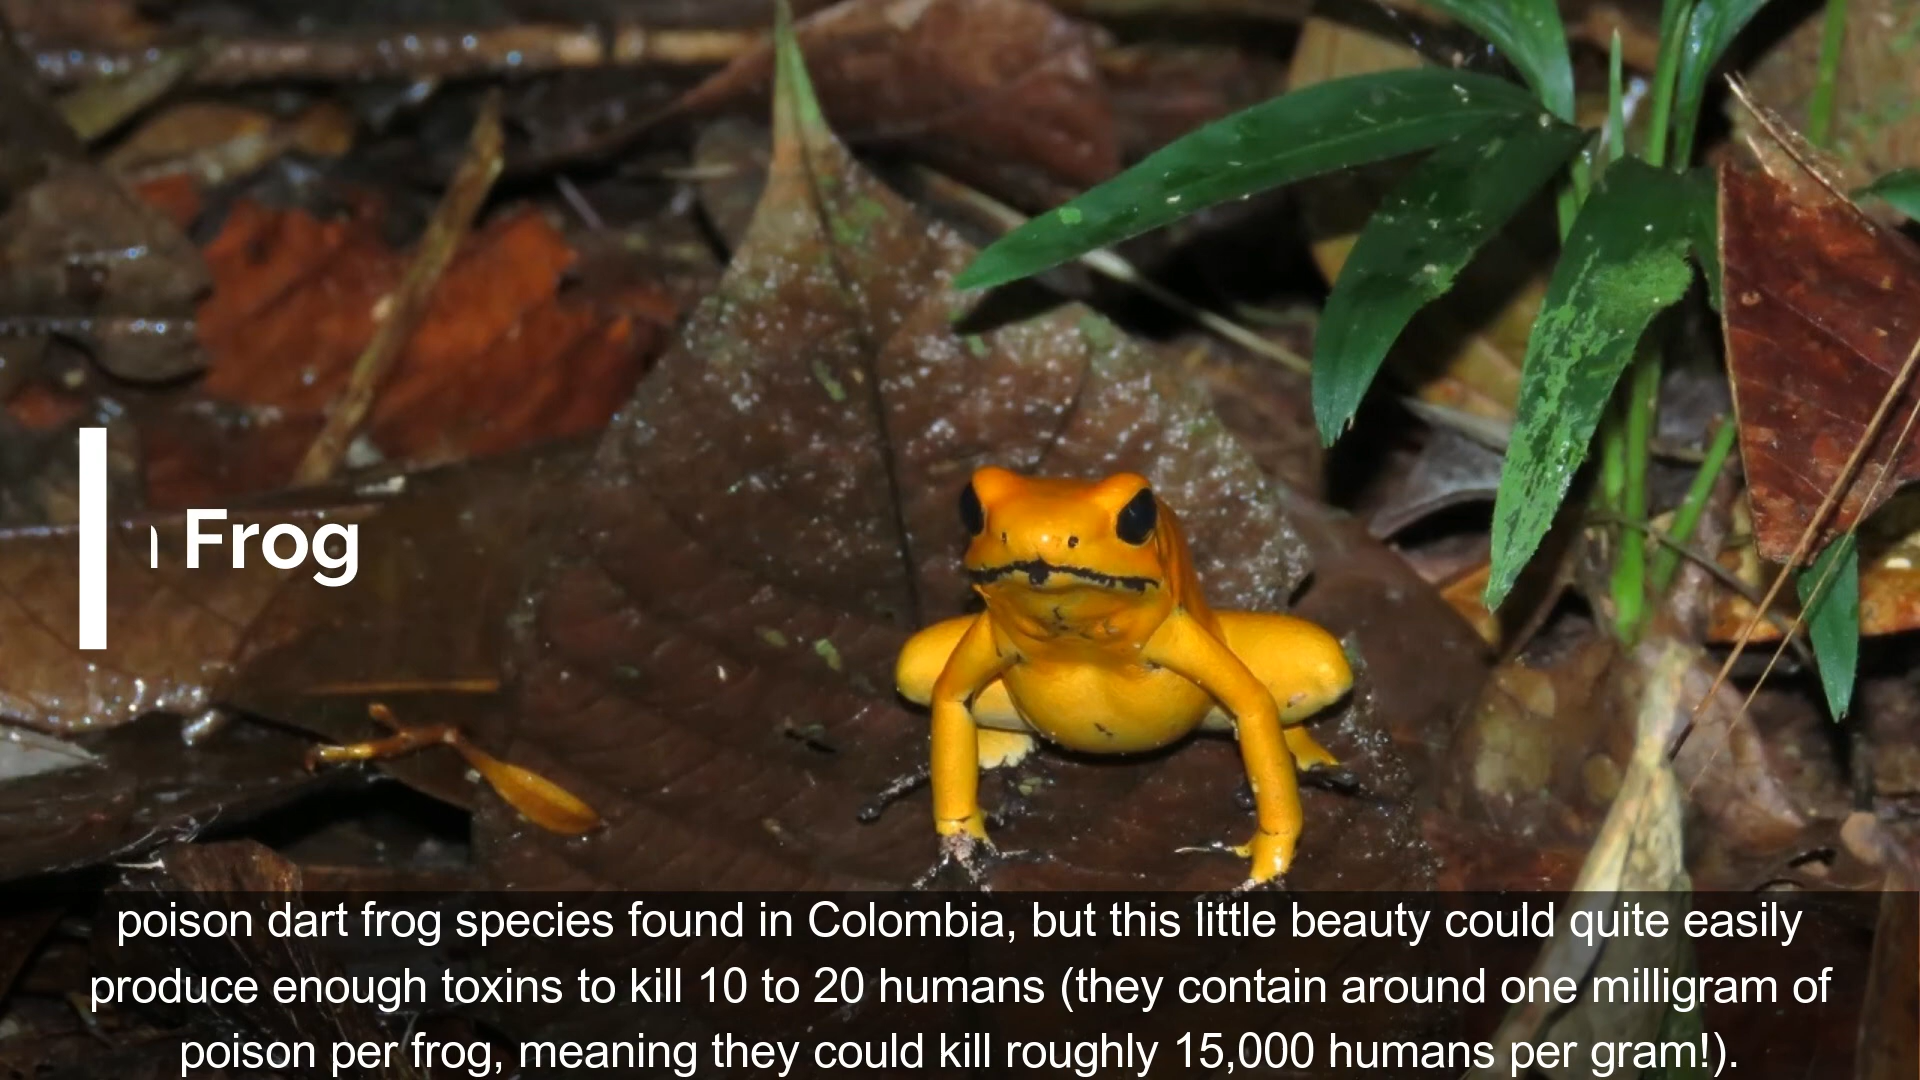 Frog
poison dart frog species found in Colombia, but this little beauty could quite easily
produce enough toxins to kill 10 to 20 humans (they contain around one milligram of
poison per frog, meaning they could kill roughly 15,000 humans per gram!).